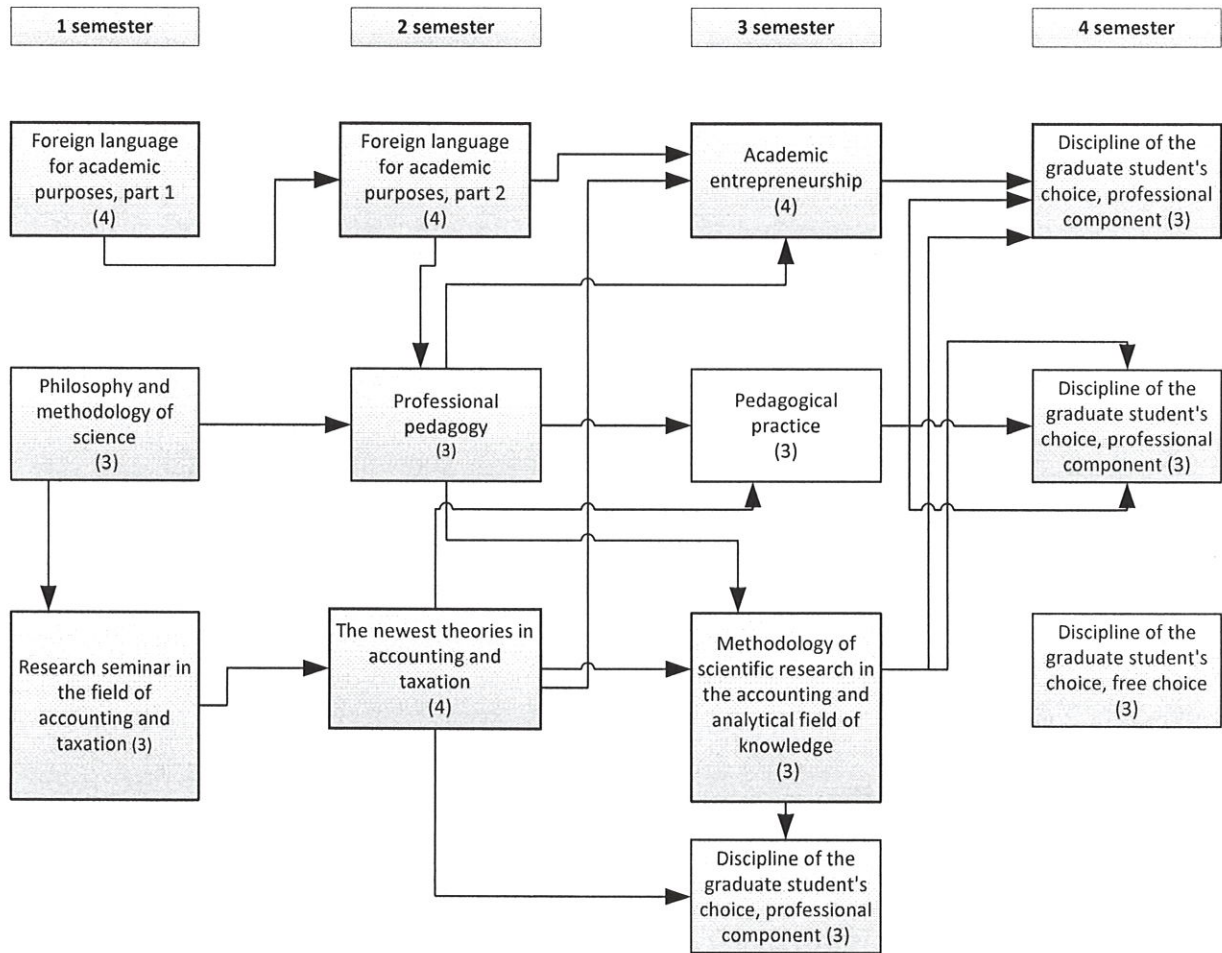 1 semester
2 semester
3 semester
4 semester
Foreign language
for academic
purposes, part 1
(4)
Foreign language
for academic
purposes, part 2
(4)
Academic
entrepreneurship
(4)
Discipline of the
graduate student's
choice, professional
component (3)
Philosophy and
methodology of
science
(3)
Professional
pedagogy
(3)
Pedagogical
practice
(3)
Discipline of the
graduate student's
choice, professional
component (3)
Research seminar in
the field of
accounting and
taxation (3)
The newest theories in
accounting and
taxation
(4)
Methodology of
scientific research in
the accounting and
analytical field of
knowledge
(3)
Discipline of the
graduate student's
choice, free choice
(3)
Discipline of the
graduate student's
choice, professional
component (3)